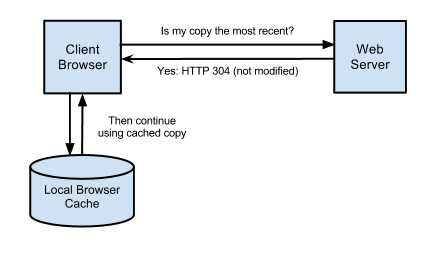 Is my copy the most recent?
Client
Browser
Web
Server
Yes: HTTP 304 (not modified)
Then continue
using cached copy
Local Browser
Cache